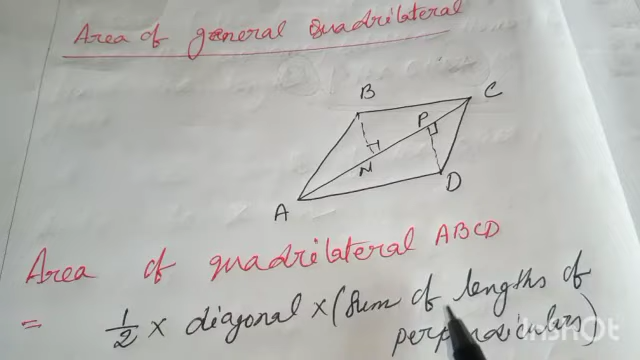 Area of general Quadrilateral
B
C
P
N
D
A
Area of quadrilateral ABCD
= 1/2 × diagonal × (Sum of lengths of
perpendiculars)
InShot